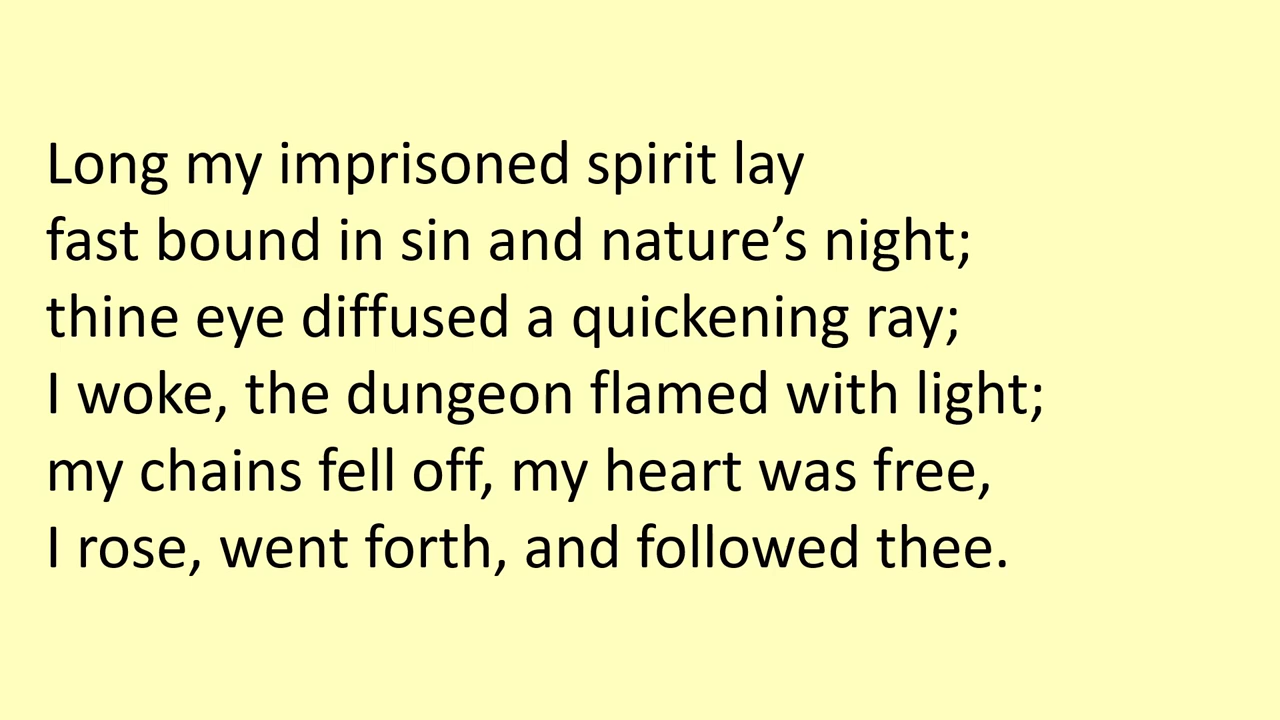 Long my imprisoned spirit lay
fast bound in sin and nature’s night;
thine eye diffused a quickening ray;
I woke, the dungeon flamed with light;
my chains fell off, my heart was free,
I rose, went forth, and followed thee.